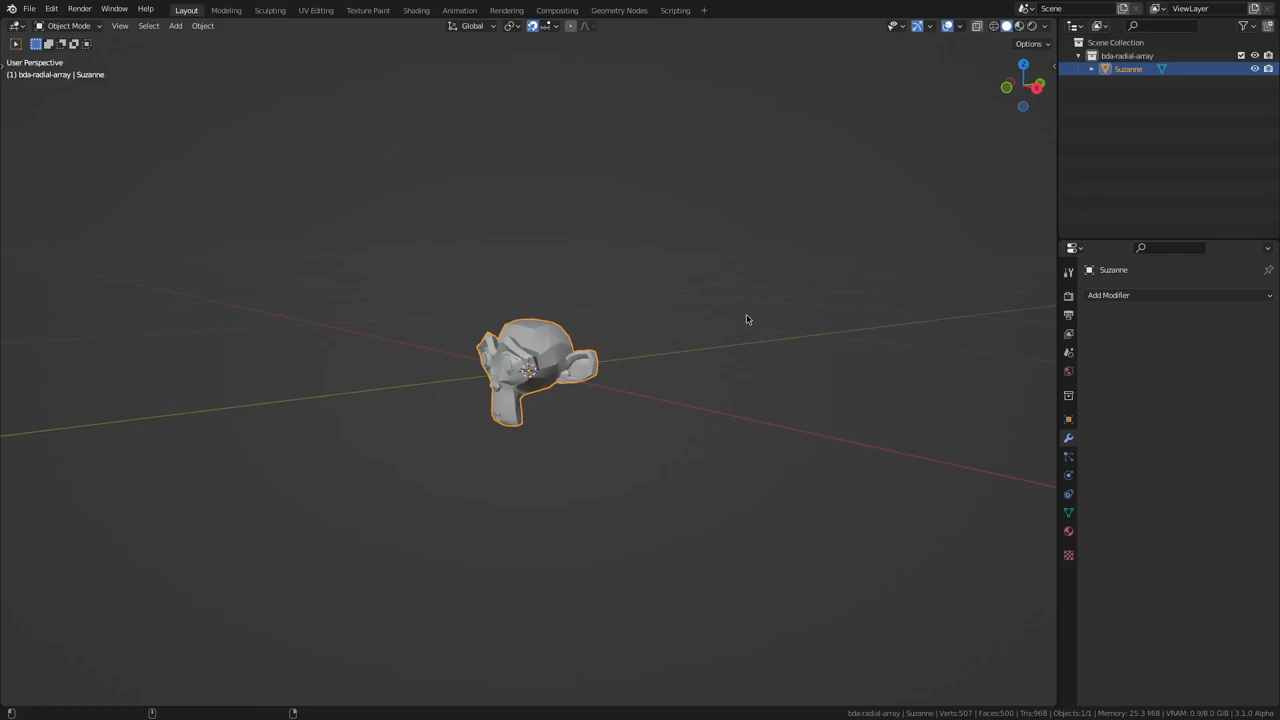 File Edit Render Window Help Layout Modeling Sculpting UV Editing Texture Paint Shading Animation Rendering Compositing Geometry Nodes Scripting + Scene ViewLayer
Object Mode View Select Add Object Global
Options
User Perspective
(1) bda-radial-array | Suzanne
Z
Y
X
Scene Collection
bda-radial-array
Suzanne
Suzanne
Add Modifier
bda-radial-array | Suzanne | Verts:507 | Faces:500 | Tris:968 | Objects:1/1 | Memory: 25.3 MiB | VRAM: 0.9/8.0 GiB | 3.1.0 Alpha